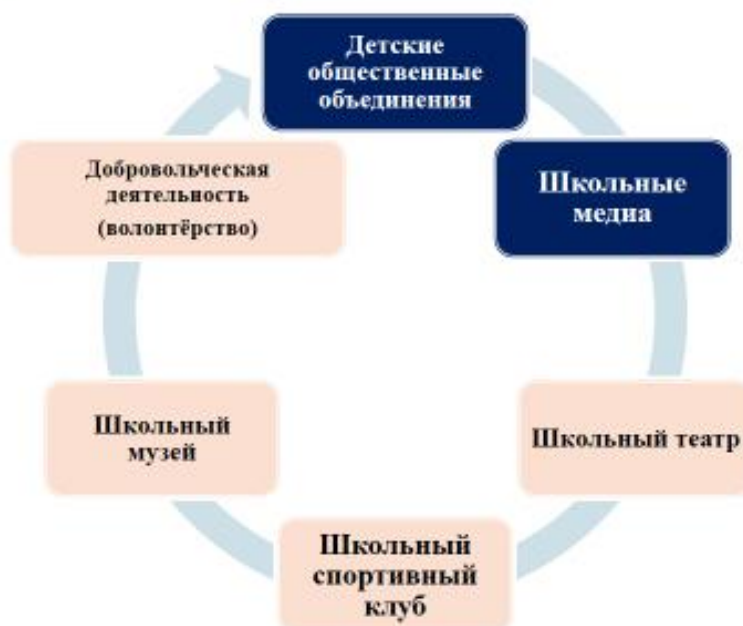 Детские
общественные
объединения
Школьные
медиа
Школьный театр
Школьный
спортивный
клуб
Школьный
музей
Добровольческая
деятельность
(волонтёрство)